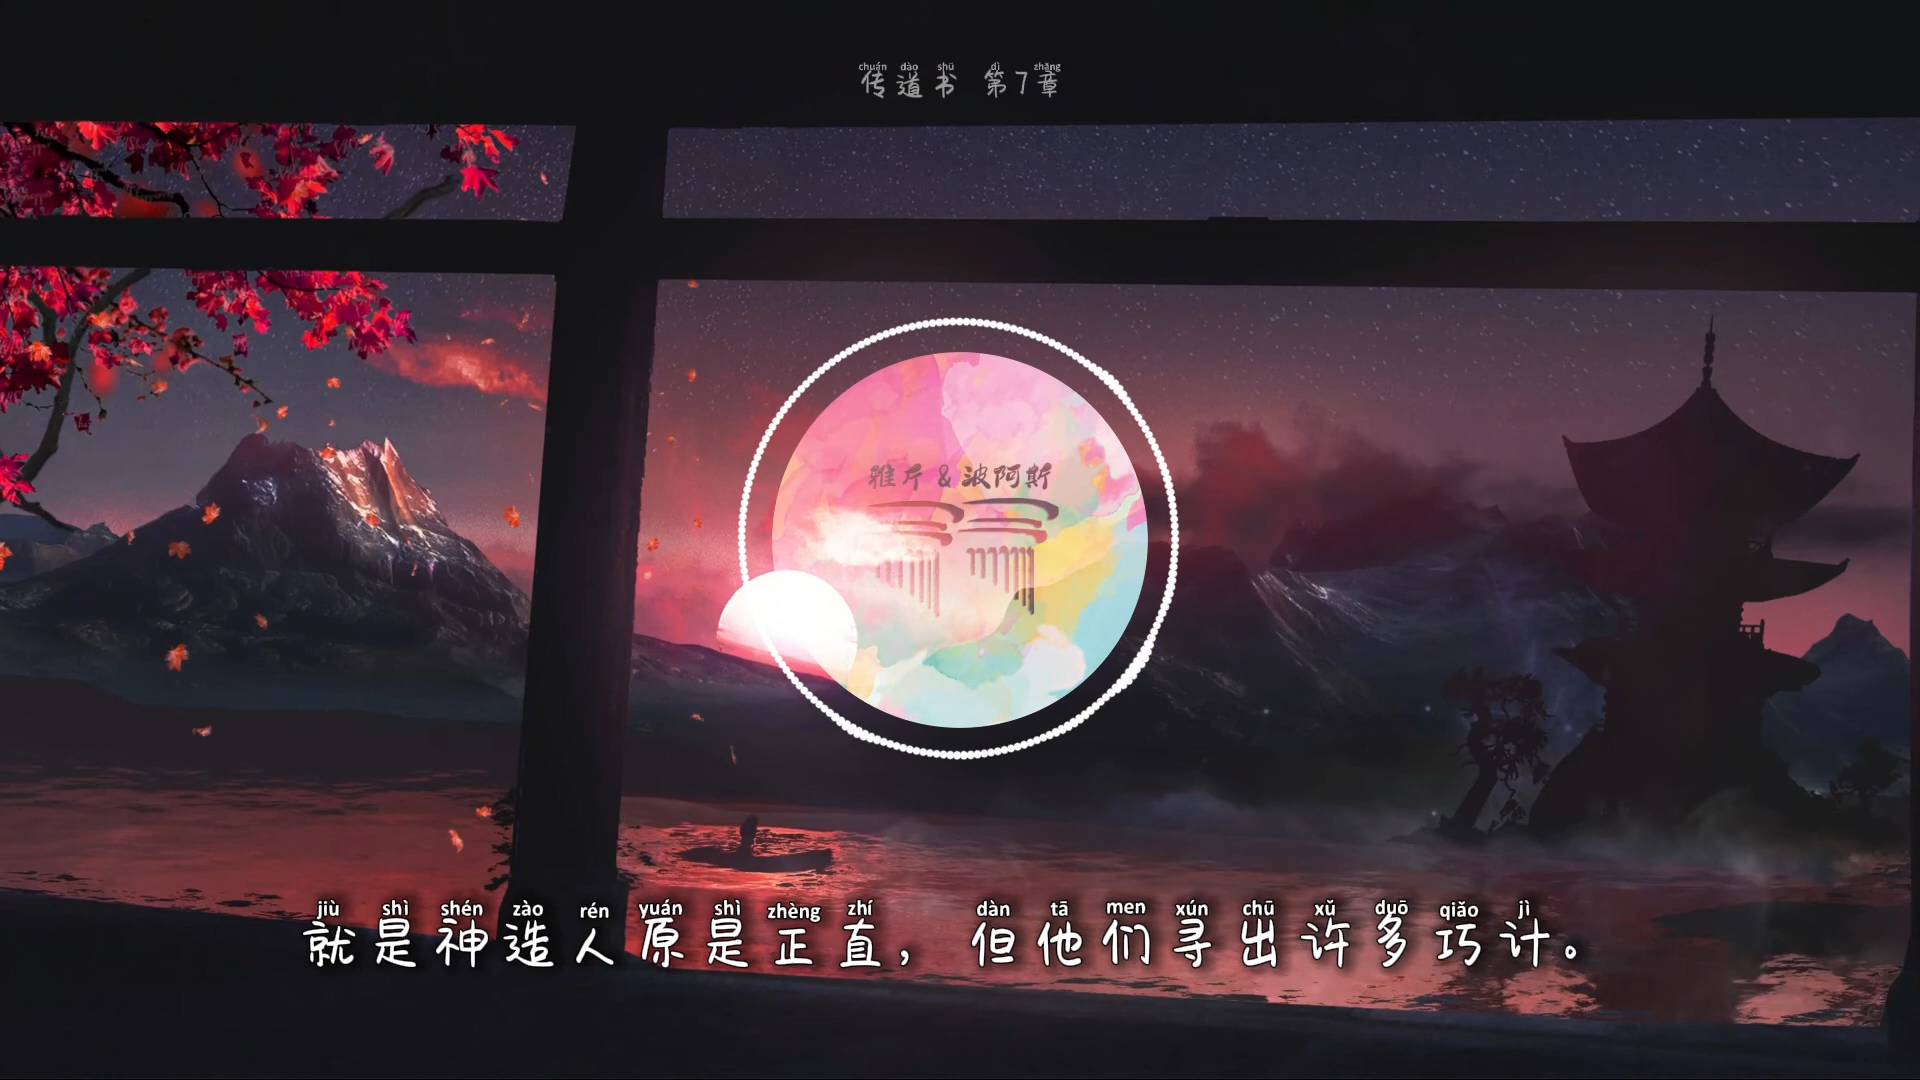 chuán dào shū dì zhāng
传道书 第7章
雅斤&波阿斯
jiù shì shén zào rén yuán shì zhèng zhí dàn tā men xún chū xǔ duō qiǎo jì
就是神造人原是正直，但他们寻出许多巧计。